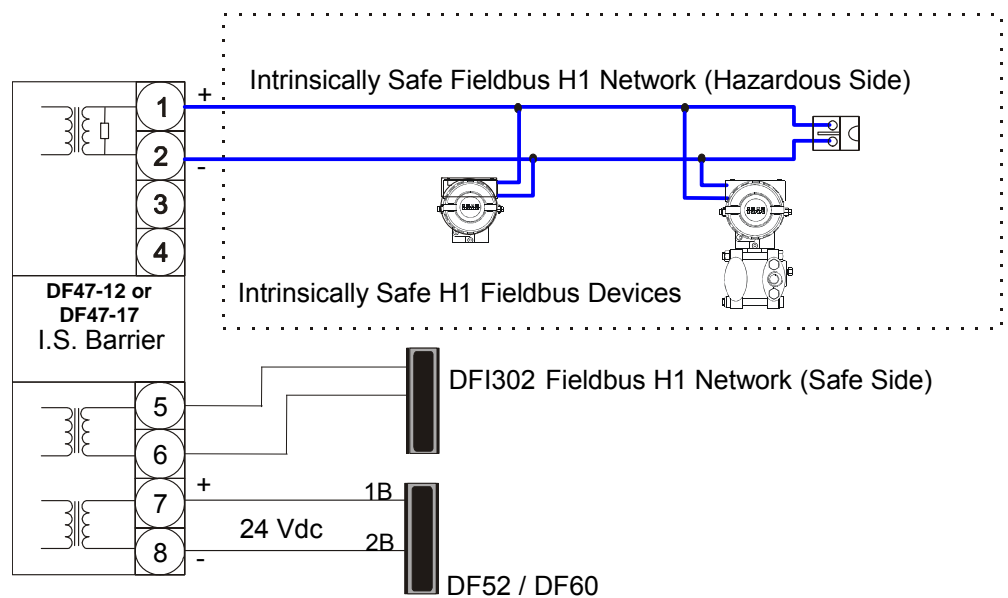 Intrinsically Safe Fieldbus H1 Network (Hazardous Side)
1
+
2
-
3
4
Intrinsically Safe H1 Fieldbus Devices
DF47-12 or
DF47-17
I.S. Barrier
DFI302 Fieldbus H1 Network (Safe Side)
5
6
7
+
1B
24 Vdc
8
-
2B
DF52 / DF60